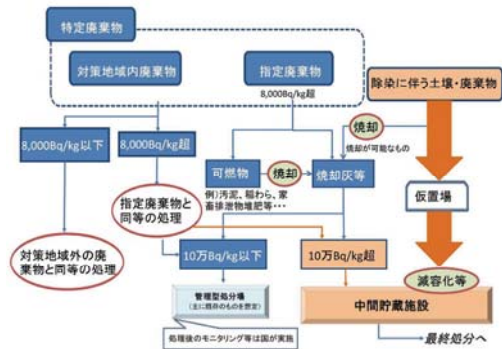 特定廃棄物
対策地域内廃棄物
指定廃棄物
8,000Bq/kg超
除染に伴う土壌・廃棄物
8,000Bq/kg以下
8,000Bq/kg超
焼却
焼却が可能なもの
可燃物
焼却
焼却灰等
例)汚泥、稲わら、家
畜排泄物堆肥等・・・
仮置場
指定廃棄物と
同等の処理
対策地域外の廃
棄物と同等の処理
10万Bq/kg以下
10万Bq/kg超
減容化等
管理型処分場
(主に既存のものを想定)
中間貯蔵施設
処理後のモニタリング等は国が実施
最終処分へ